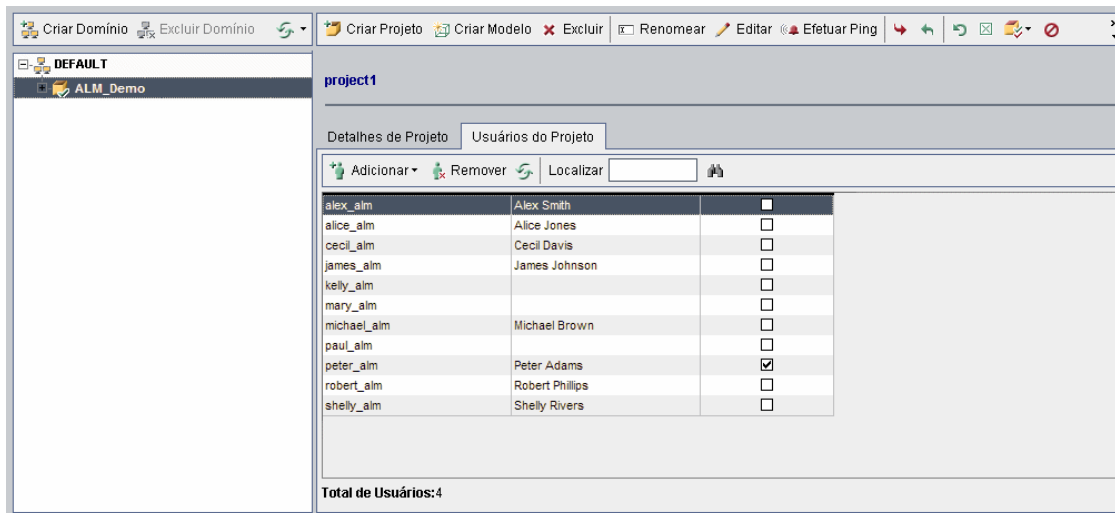 Criar Domínio Excluir Domínio
Criar Projeto Criar Modelo Excluir Renomear Editar Efetuar Ping
DEFAULT
ALM_Demo
project1
Detalhes de Projeto Usuários do Projeto
Adicionar Remover Localizar
alex_alm Alex Smith
alice_alm Alice Jones
cecil_alm Cecil Davis
james_alm James Johnson
kelly_alm
mary_alm
michael_alm Michael Brown
paul_alm
peter_alm Peter Adams
robert_alm Robert Phillips
shelly_alm Shelly Rivers
Total de Usuários:4